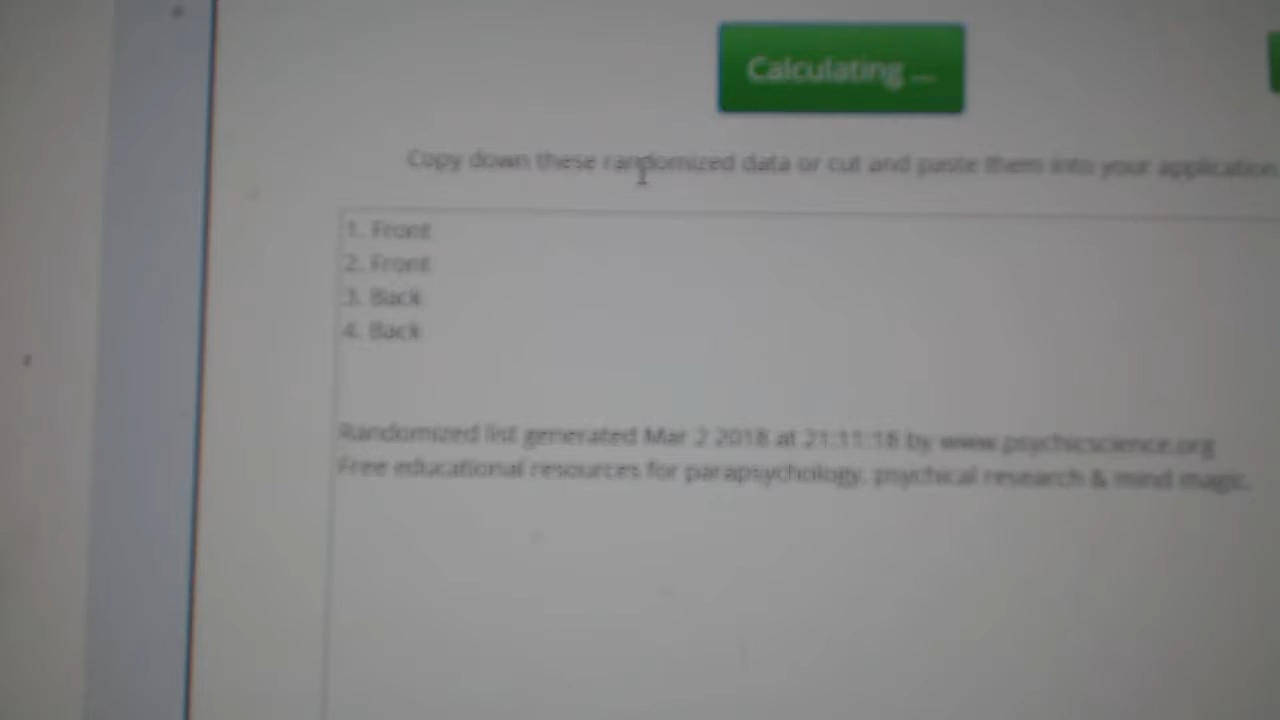 Calculating ...
Copy down these randomized data or cut and paste them into your application
1. Front
2. Front
3. Back
4. Back
Randomized list generated Mar 2 2018 at 21:11:18 by www.psychicscience.org
Free educational resources for parapsychology, psychical research & mind magic.